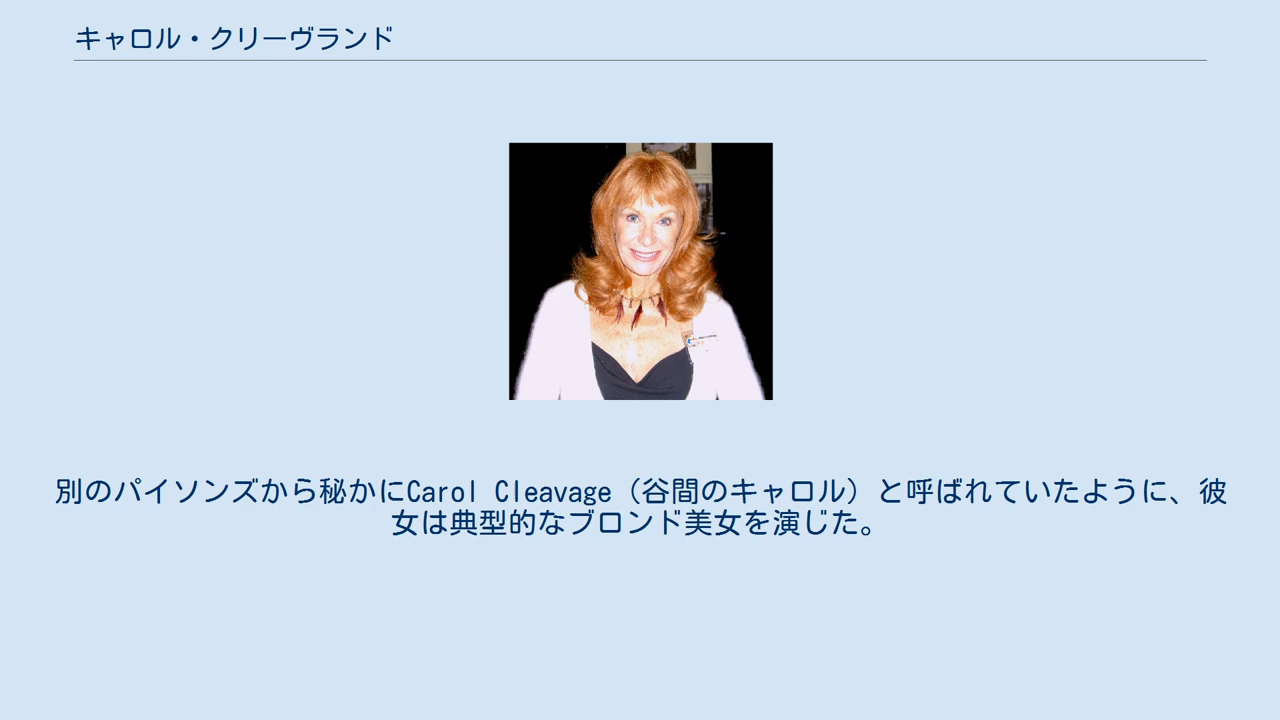 キャロル・クリーヴランド
別のパイソンズから秘かにCarol Cleavage（谷間のキャロル）と呼ばれていたように、彼
女は典型的なブロンド美女を演じた。